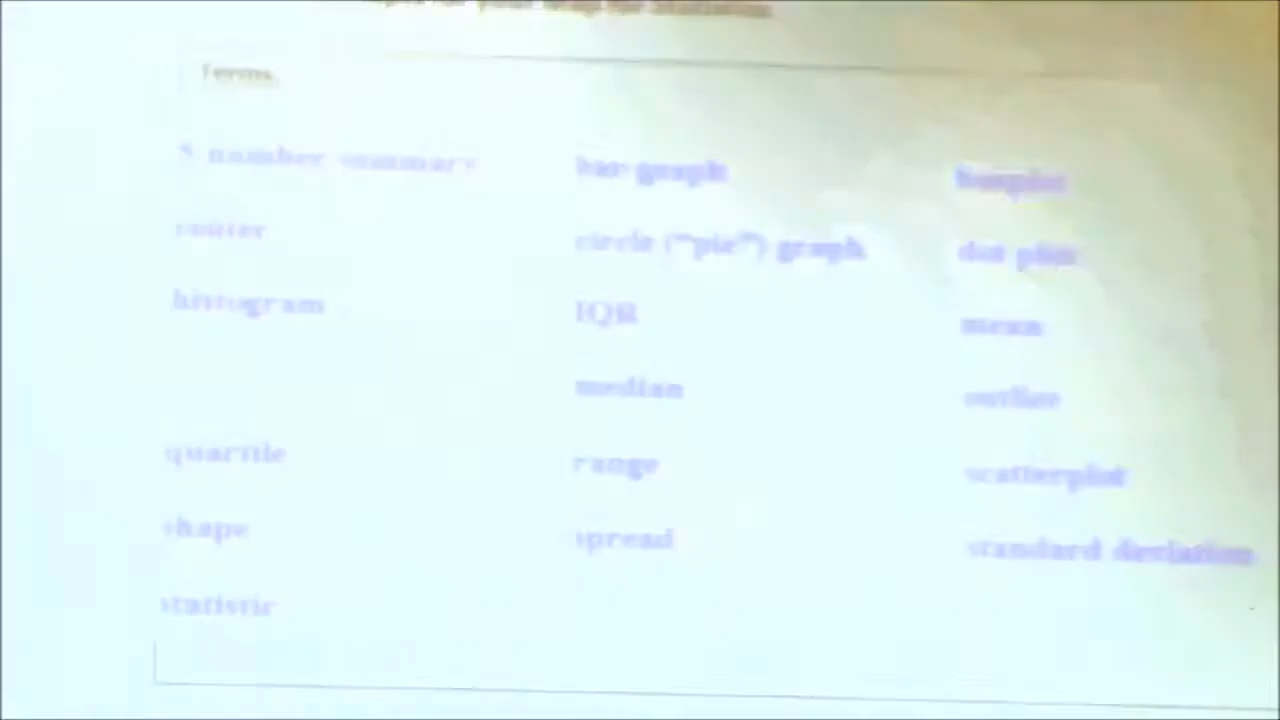 Terms
5 number summary bar graph boxplot
center circle ("pie") graph dot plot
histogram IQR mean
median outlier
quartile range scatterplot
shape spread standard deviation
statistic